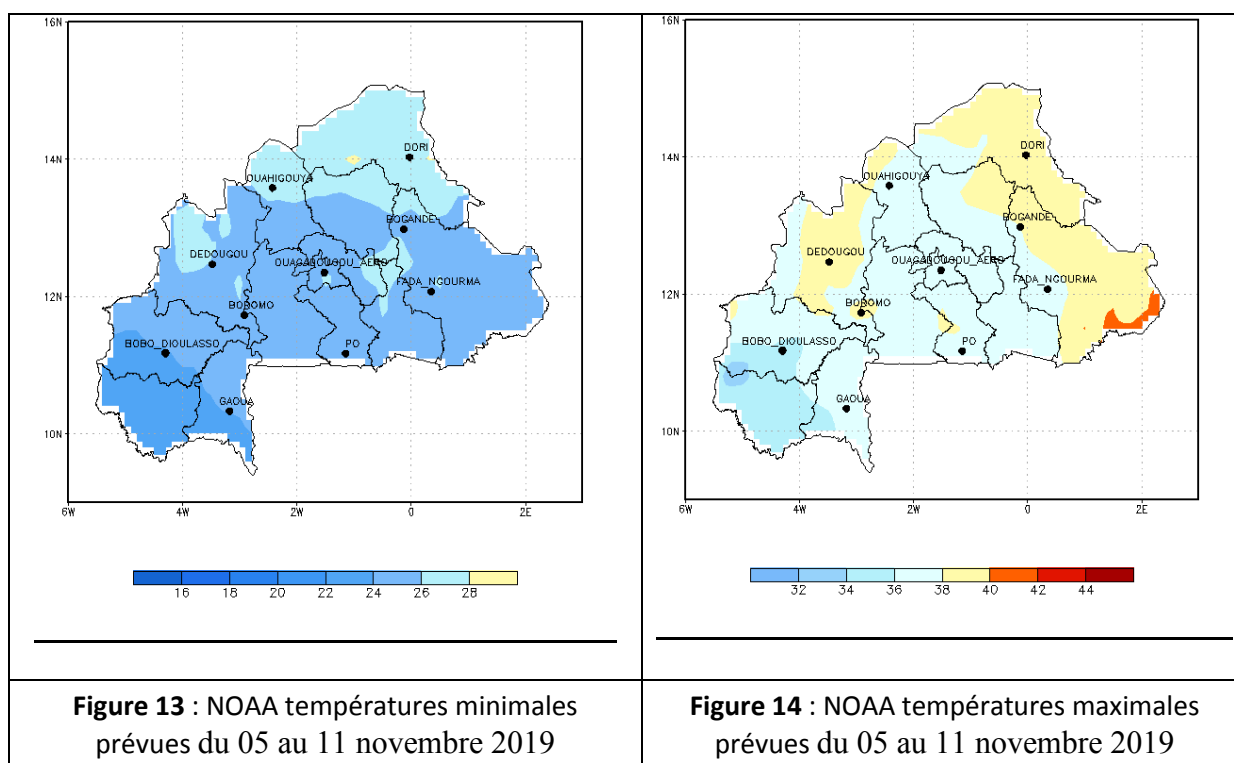 16N
14N
12N
10N
6W 4W 2W 0 2E
DORI
OUAHIGOUYA
BOGANDE
DEDOUGOU
OUAGADOUGOU_AERO
FADA_NGOURMA
BOROMO
BOBO_DIOULASSO
PO
GAOUA
16 18 20 22 24 26 28
Figure 13 : NOAA températures minimales
prévues du 05 au 11 novembre 2019
16N
14N
12N
10N
6W 4W 2W 0 2E
DORI
OUAHIGOUYA
BOGANDE
DEDOUGOU
OUAGADOUGOU_AERO
FADA_NGOURMA
BOROMO
BOBO_DIOULASSO
PO
GAOUA
32 34 36 38 40 42 44
Figure 14 : NOAA températures maximales
prévues du 05 au 11 novembre 2019